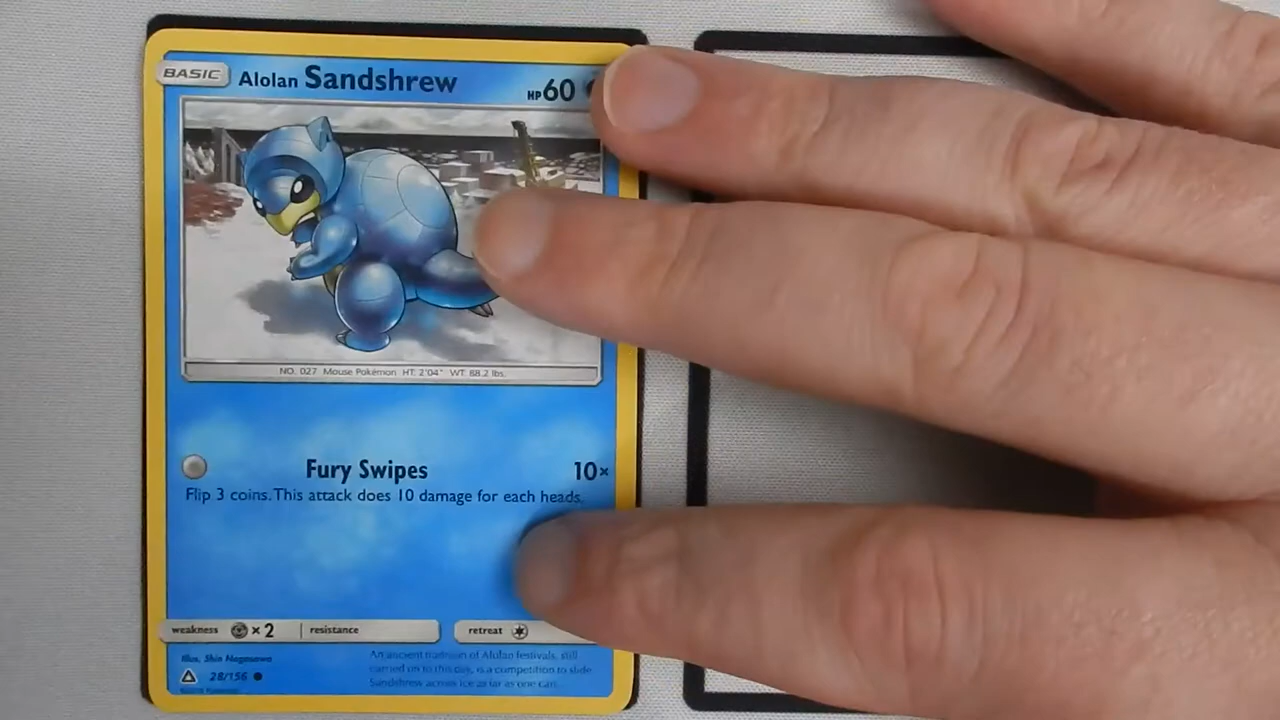 BASIC Alolan Sandshrew HP 60
NO. 027 Mouse Pokémon HT: 2'04" WT: 88.2 lbs.
Fury Swipes 10×
Flip 3 coins. This attack does 10 damage for each heads.
weakness × 2 resistance retreat
Illus. Shin Nagasawa
28/156
An ancient tradition of Alolan festivals, still
carried on to this day, is a competition to slide
Sandshrew across ice as far as one can.